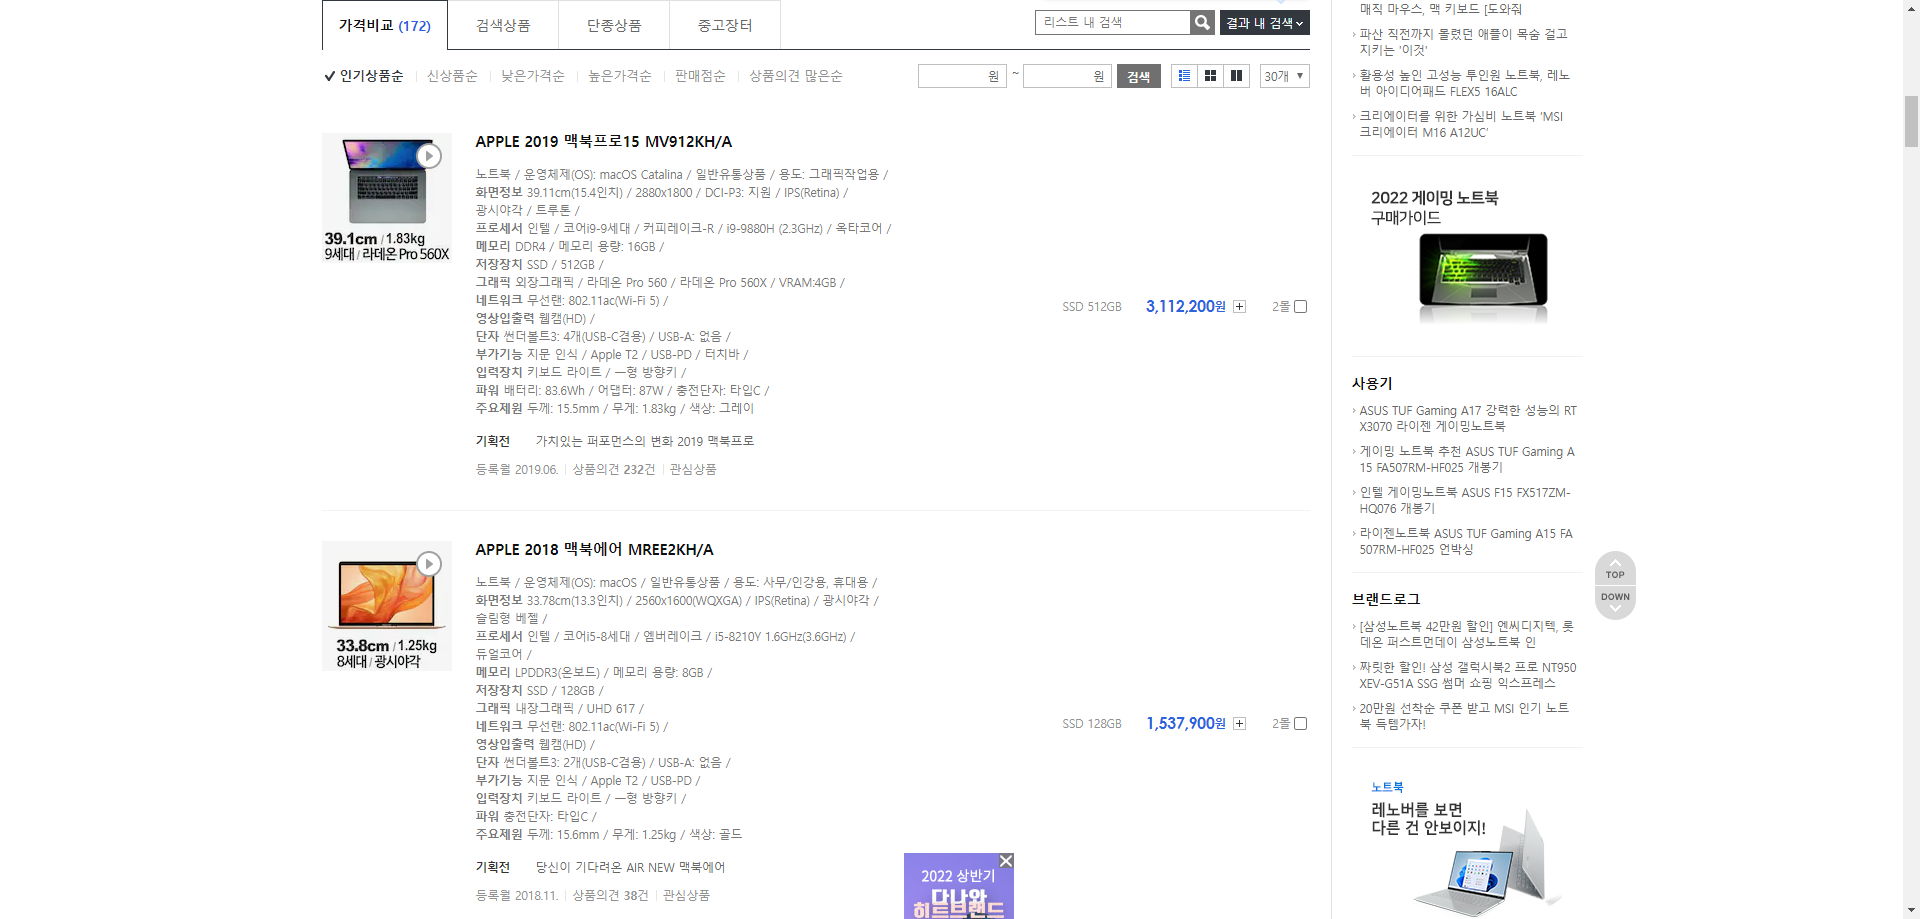 가격비교 (172)
검색상품
단종상품
중고장터
리스트 내 검색
결과 내 검색
인기상품순
신상품순
낮은가격순
높은가격순
판매점순
상품의견 많은순
원 ~ 원 검색
30개 ▼
APPLE 2019 맥북프로15 MV912KH/A
39.1cm / 1.83kg
9세대 / 라데온 Pro 560X
노트북 / 운영체제(OS): macOS Catalina / 일반유통상품 / 용도: 그래픽작업용 /
화면정보 39.11cm(15.4인치) / 2880x1800 / DCI-P3: 지원 / IPS(Retina) /
광시야각 / 트루톤 /
프로세서 인텔 / 코어i9-9세대 / 커피레이크-R / i9-9880H (2.3GHz) / 옥타코어 /
메모리 DDR4 / 메모리 용량: 16GB /
저장장치 SSD / 512GB /
그래픽 외장그래픽 / 라데온 Pro 560 / 라데온 Pro 560X / VRAM:4GB /
네트워크 무선랜: 802.11ac(Wi-Fi 5) /
영상입출력 웹캠(HD) /
단자 썬더볼트3: 4개(USB-C겸용) / USB-A: 없음 /
부가기능 지문 인식 / Apple T2 / USB-PD / 터치바 /
입력장치 키보드 라이트 / ㅡ형 방향키 /
파워 배터리: 83.6Wh / 어댑터: 87W / 충전단자: 타입C /
주요제원 두께: 15.5mm / 무게: 1.83kg / 색상: 그레이
SSD 512GB 3,112,200원 2몰
기획전 가치있는 퍼포먼스의 변화 2019 맥북프로
등록월 2019.06. 상품의견 232건 관심상품
APPLE 2018 맥북에어 MREE2KH/A
33.8cm / 1.25kg
8세대 / 광시야각
노트북 / 운영체제(OS): macOS / 일반유통상품 / 용도: 사무/인강용, 휴대용 /
화면정보 33.78cm(13.3인치) / 2560x1600(WQXGA) / IPS(Retina) / 광시야각 /
슬림형 베젤 /
프로세서 인텔 / 코어i5-8세대 / 엠버레이크 / i5-8210Y 1.6GHz(3.6GHz) /
듀얼코어 /
메모리 LPDDR3(온보드) / 메모리 용량: 8GB /
저장장치 SSD / 128GB /
그래픽 내장그래픽 / UHD 617 /
네트워크 무선랜: 802.11ac(Wi-Fi 5) /
영상입출력 웹캠(HD) /
단자 썬더볼트3: 2개(USB-C겸용) / USB-A: 없음 /
부가기능 지문 인식 / Apple T2 / USB-PD /
입력장치 키보드 라이트 / ㅡ형 방향키 /
파워 충전단자: 타입C /
주요제원 두께: 15.6mm / 무게: 1.25kg / 색상: 골드
SSD 128GB 1,537,900원 2몰
기획전 당신이 기다려온 AIR NEW 맥북에어
등록월 2018.11. 상품의견 38건 관심상품
2022 상반기
다나와
히트브랜드
매직 마우스, 맥 키보드 [도와줘
파산 직전까지 몰렸던 애플이 목숨 걸고
지키는 '이것'
활용성 높인 고성능 투인원 노트북, 레노
버 아이디어패드 FLEX5 16ALC
크리에이터를 위한 가심비 노트북 'MSI
크리에이터 M16 A12UC'
2022 게이밍 노트북
구매가이드
사용기
ASUS TUF Gaming A17 강력한 성능의 RT
X3070 라이젠 게이밍노트북
게이밍 노트북 추천 ASUS TUF Gaming A
15 FA507RM-HF025 개봉기
인텔 게이밍노트북 ASUS F15 FX517ZM-
HQ076 개봉기
라이젠노트북 ASUS TUF Gaming A15 FA
507RM-HF025 언박싱
브랜드로그
[삼성노트북 42만원 할인] 엔씨디지텍, 롯
데온 퍼스트먼데이 삼성노트북 인
짜릿한 할인! 삼성 갤럭시북2 프로 NT950
XEV-G51A SSG 썸머 쇼핑 익스프레스
20만원 선착순 쿠폰 받고 MSI 인기 노트
북 득템가자!
노트북
레노버를 보면
다른 건 안보이지!
TOP
DOWN